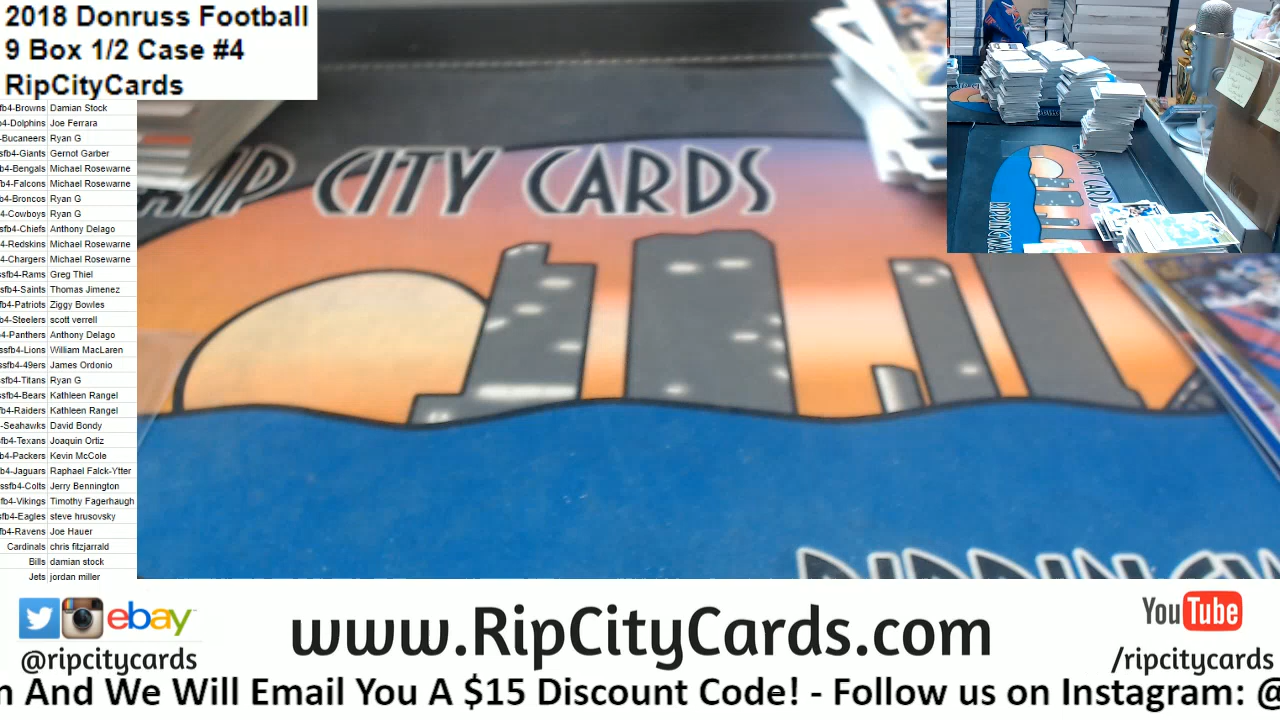 2018 Donruss Football
9 Box 1/2 Case #4
RipCityCards
fb4-Browns Damian Stock
4-Dolphins Joe Ferrara
-Bucaneers Ryan G
sfb4-Giants Gernot Garber
b4-Bengals Michael Rosewarne
b4-Falcons Michael Rosewarne
4-Broncos Ryan G
-Cowboys Ryan G
b4-Chiefs Anthony Delago
-Redskins Michael Rosewarne
4-Chargers Michael Rosewarne
ssfb4-Rams Greg Thiel
sfb4-Saints Thomas Jimenez
b4-Patriots Ziggy Bowles
4-Steelers scott verrell
4-Panthers Anthony Delago
sfb4-Lions William MacLaren
ssfb4-49ers James Ordonio
sfb4-Titans Ryan G
sfb4-Bears Kathleen Rangel
b4-Raiders Kathleen Rangel
-Seahawks David Bondy
fb4-Texans Joaquin Ortiz
b4-Packers Kevin McCole
b4-Jaguars Raphael Falck-Ytter
ssfb4-Colts Jerry Bennington
fb4-Vikings Timothy Fagerhaugh
sfb4-Eagles steve hrusovsky
fb4-Ravens Joe Hauer
Cardinals chris fitzjarrald
Bills damian stock
Jets jordan miller
RIP CITY CARDS
CITY CARDS
ebay
@ripcitycards
www.RipCityCards.com
YouTube
/ripcitycards
n And We Will Email You A $15 Discount Code! - Follow us on Instagram: @